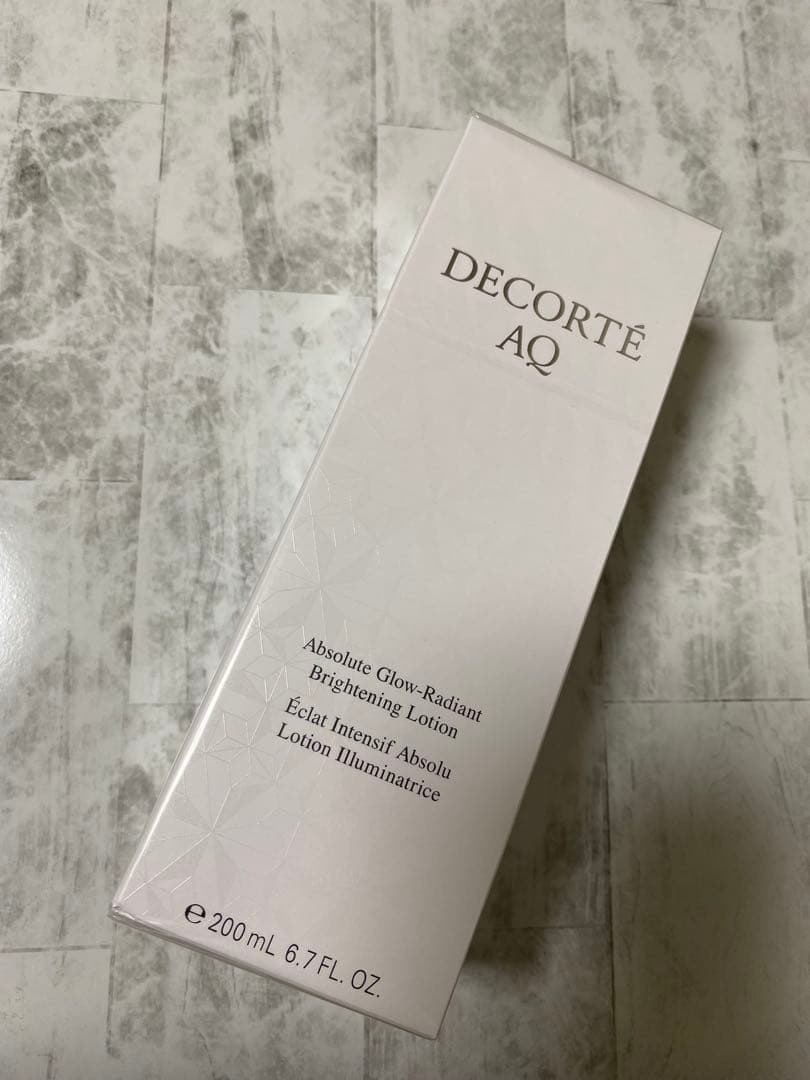 DECORTÉ
AQ
Absolute Glow-Radiant
Brightening Lotion
Éclat Intensif Absolu
Lotion Illuminatrice
℮ 200 mL 6.7 FL. OZ.